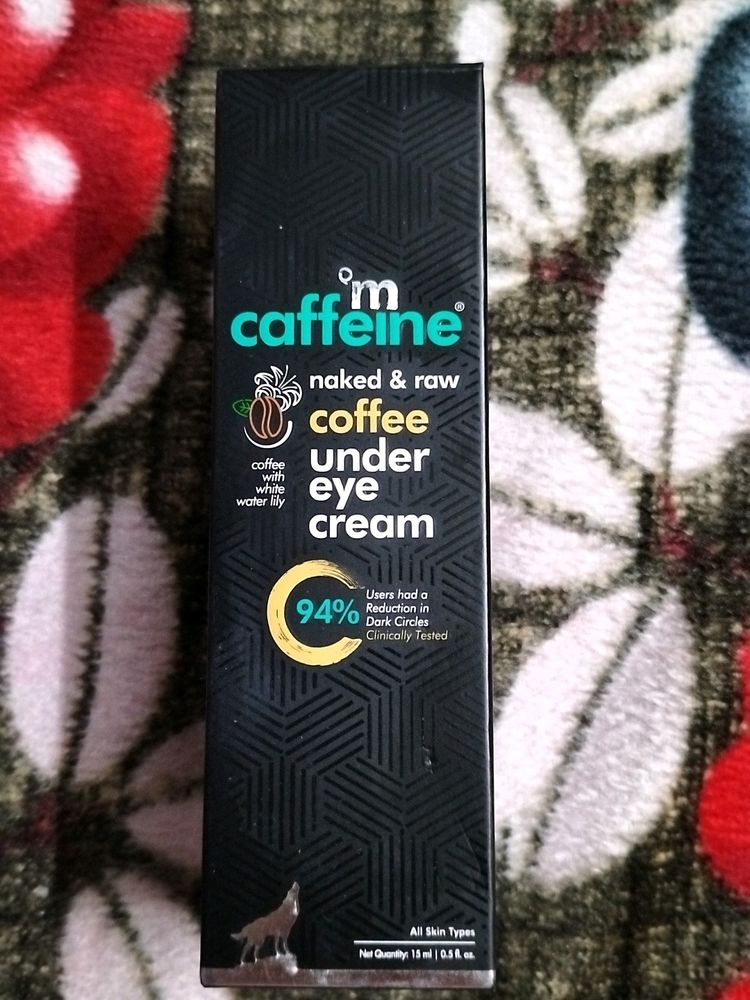 'm
caffeine®
naked & raw
coffee
under
eye
cream
coffee
with
white
water lily
94%
Users had a
Reduction in
Dark Circles
Clinically Tested
All Skin Types
Net Quantity: 15 ml | 0.5 fl. oz.